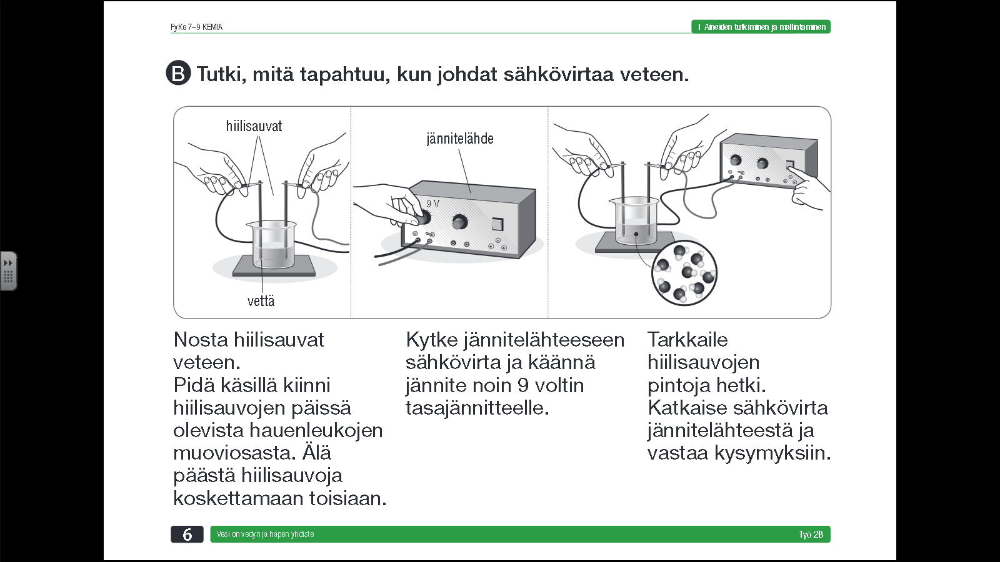 FyKe 7–9 KEMIA
I Aineiden tutkiminen ja mallintaminen
B Tutki, mitä tapahtuu, kun johdat sähkövirtaa veteen.
hiilisauvat
jännitelähde
9 V
vettä
Nosta hiilisauvat
veteen.
Pidä käsillä kiinni
hiilisauvojen päissä
olevista hauenleukojen
muoviosasta. Älä
päästä hiilisauvoja
koskettamaan toisiaan.
Kytke jännitelähteeseen
sähkövirta ja käännä
jännite noin 9 voltin
tasajännitteelle.
Tarkkaile
hiilisauvojen
pintoja hetki.
Katkaise sähkövirta
jännitelähteestä ja
vastaa kysymyksiin.
6
Vesi on vedyn ja hapen yhdiste
Työ 2B